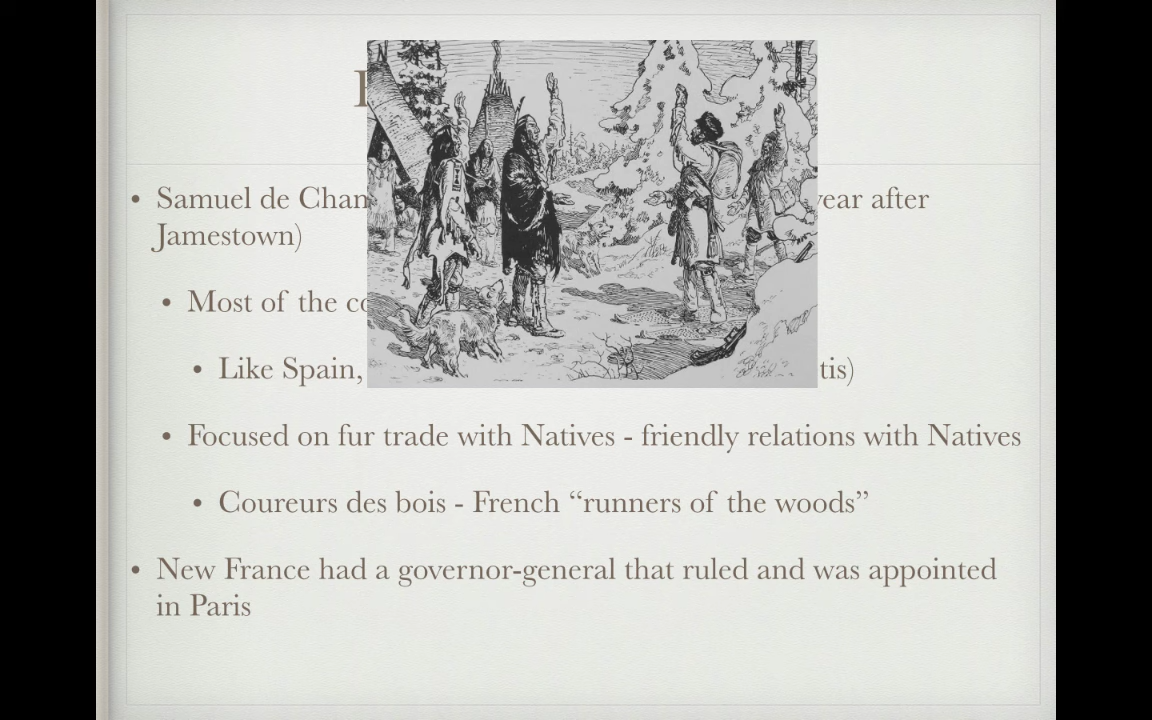 • Samuel de Cham year after
Jamestown)
• Most of the co
• Like Spain, tis)
• Focused on fur trade with Natives - friendly relations with Natives
• Coureurs des bois - French “runners of the woods”
• New France had a governor-general that ruled and was appointed
in Paris